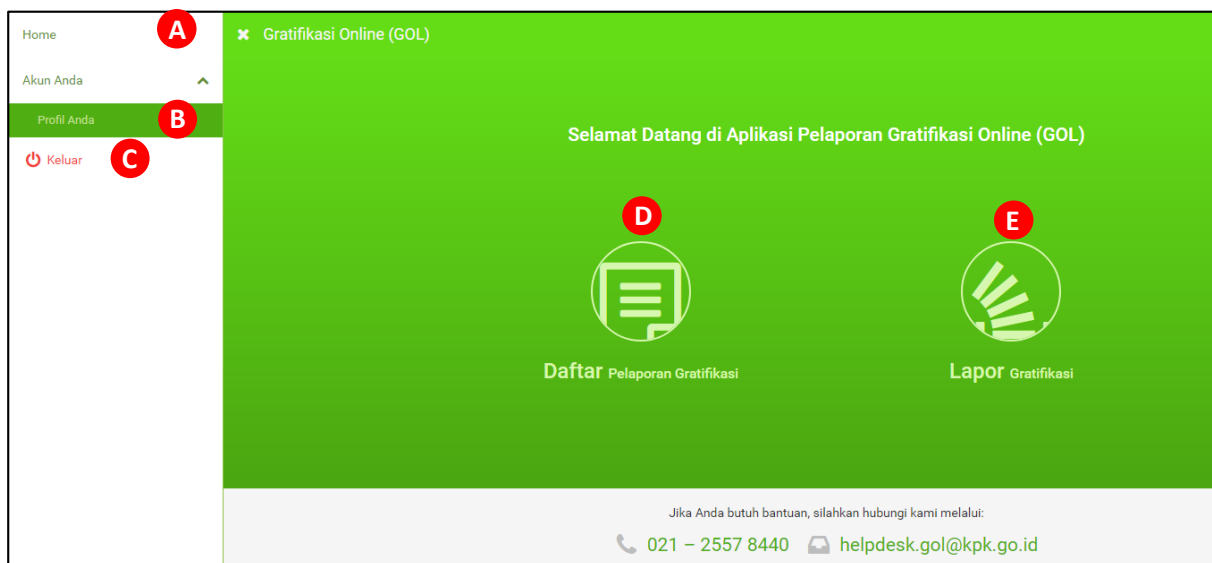 Home
A
Akun Anda
Profil Anda
B
Keluar
C
Gratifikasi Online (GOL)
Selamat Datang di Aplikasi Pelaporan Gratifikasi Online (GOL)
D
E
Daftar Pelaporan Gratifikasi
Lapor Gratifikasi
Jika Anda butuh bantuan, silahkan hubungi kami melalui:
021 – 2557 8440
helpdesk.gol@kpk.go.id